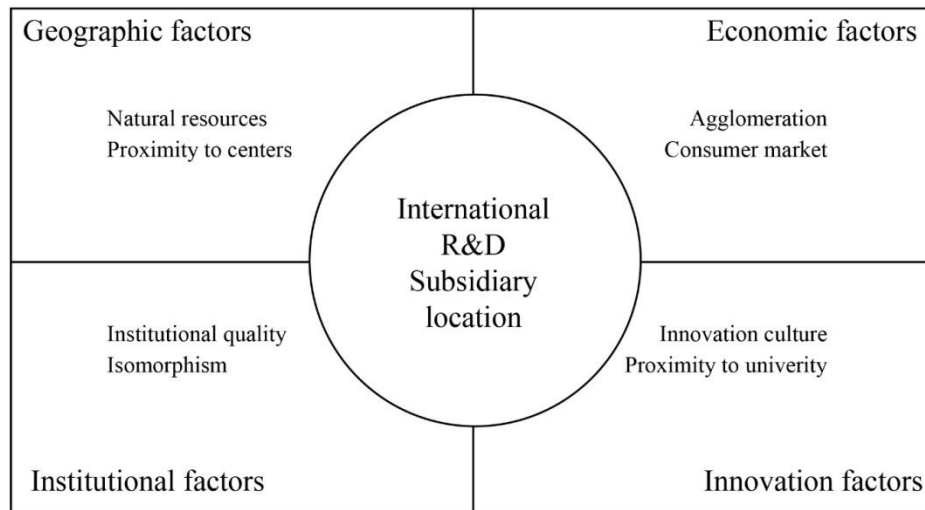 Geographic factors
Economic factors
Natural resources
Proximity to centers
Agglomeration
Consumer market
International
R&D
Subsidiary
location
Institutional quality
Isomorphism
Innovation culture
Proximity to univerity
Institutional factors
Innovation factors